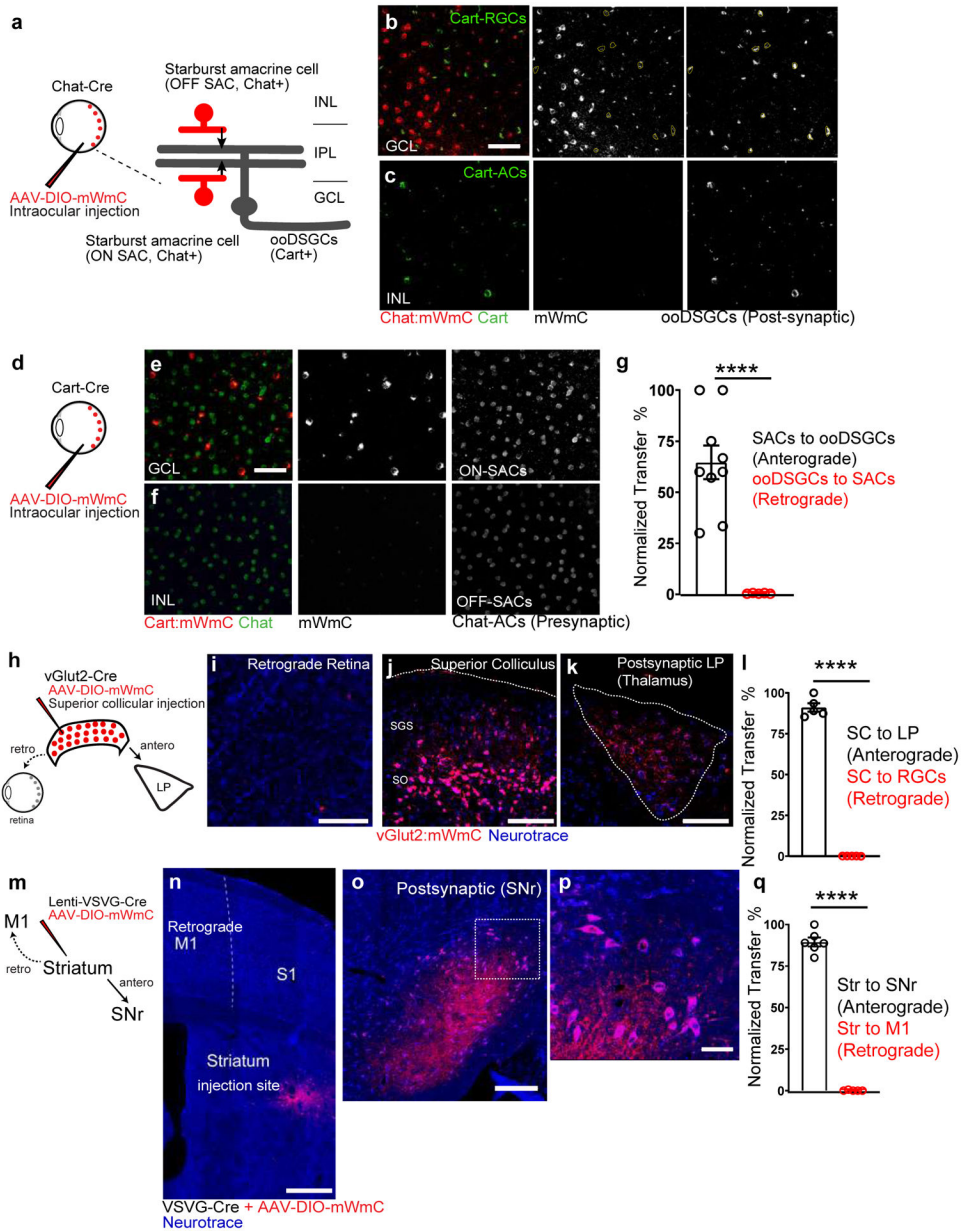 a
Chat-Cre
AAV-DIO-mWmC
Intraocular injection
Starburst amacrine cell
(OFF SAC, Chat+)
INL
IPL
GCL
Starburst amacrine cell
(ON SAC, Chat+)
ooDSGCs
(Cart+)
b
Cart-RGCs
GCL
c
Cart-ACs
INL
Chat:mWmC Cart
mWmC
ooDSGCs (Post-synaptic)
d
Cart-Cre
AAV-DIO-mWmC
Intraocular injection
e
GCL
ON-SACs
f
INL
OFF-SACs
Cart:mWmC Chat
mWmC
Chat-ACs (Presynaptic)
g
Normalized Transfer %
100
75
50
25
0
****
SACs to ooDSGCs
(Anterograde)
ooDSGCs to SACs
(Retrograde)
h
vGlut2-Cre
AAV-DIO-mWmC
Superior collicular injection
retro
antero
LP
retina
i
Retrograde Retina
j
Superior Colliculus
SGS
SO
k
Postsynaptic LP
(Thalamus)
vGlut2:mWmC Neurotrace
l
Normalized Transfer %
100
75
50
25
0
****
SC to LP
(Anterograde)
SC to RGCs
(Retrograde)
m
Lenti-VSVG-Cre
AAV-DIO-mWmC
M1
retro
Striatum
antero
SNr
n
Retrograde
M1
S1
Striatum
injection site
VSVG-Cre + AAV-DIO-mWmC
Neurotrace
o
Postsynaptic (SNr)
p
q
Normalized Transfer %
100
75
50
25
0
****
Str to SNr
(Anterograde)
Str to M1
(Retrograde)